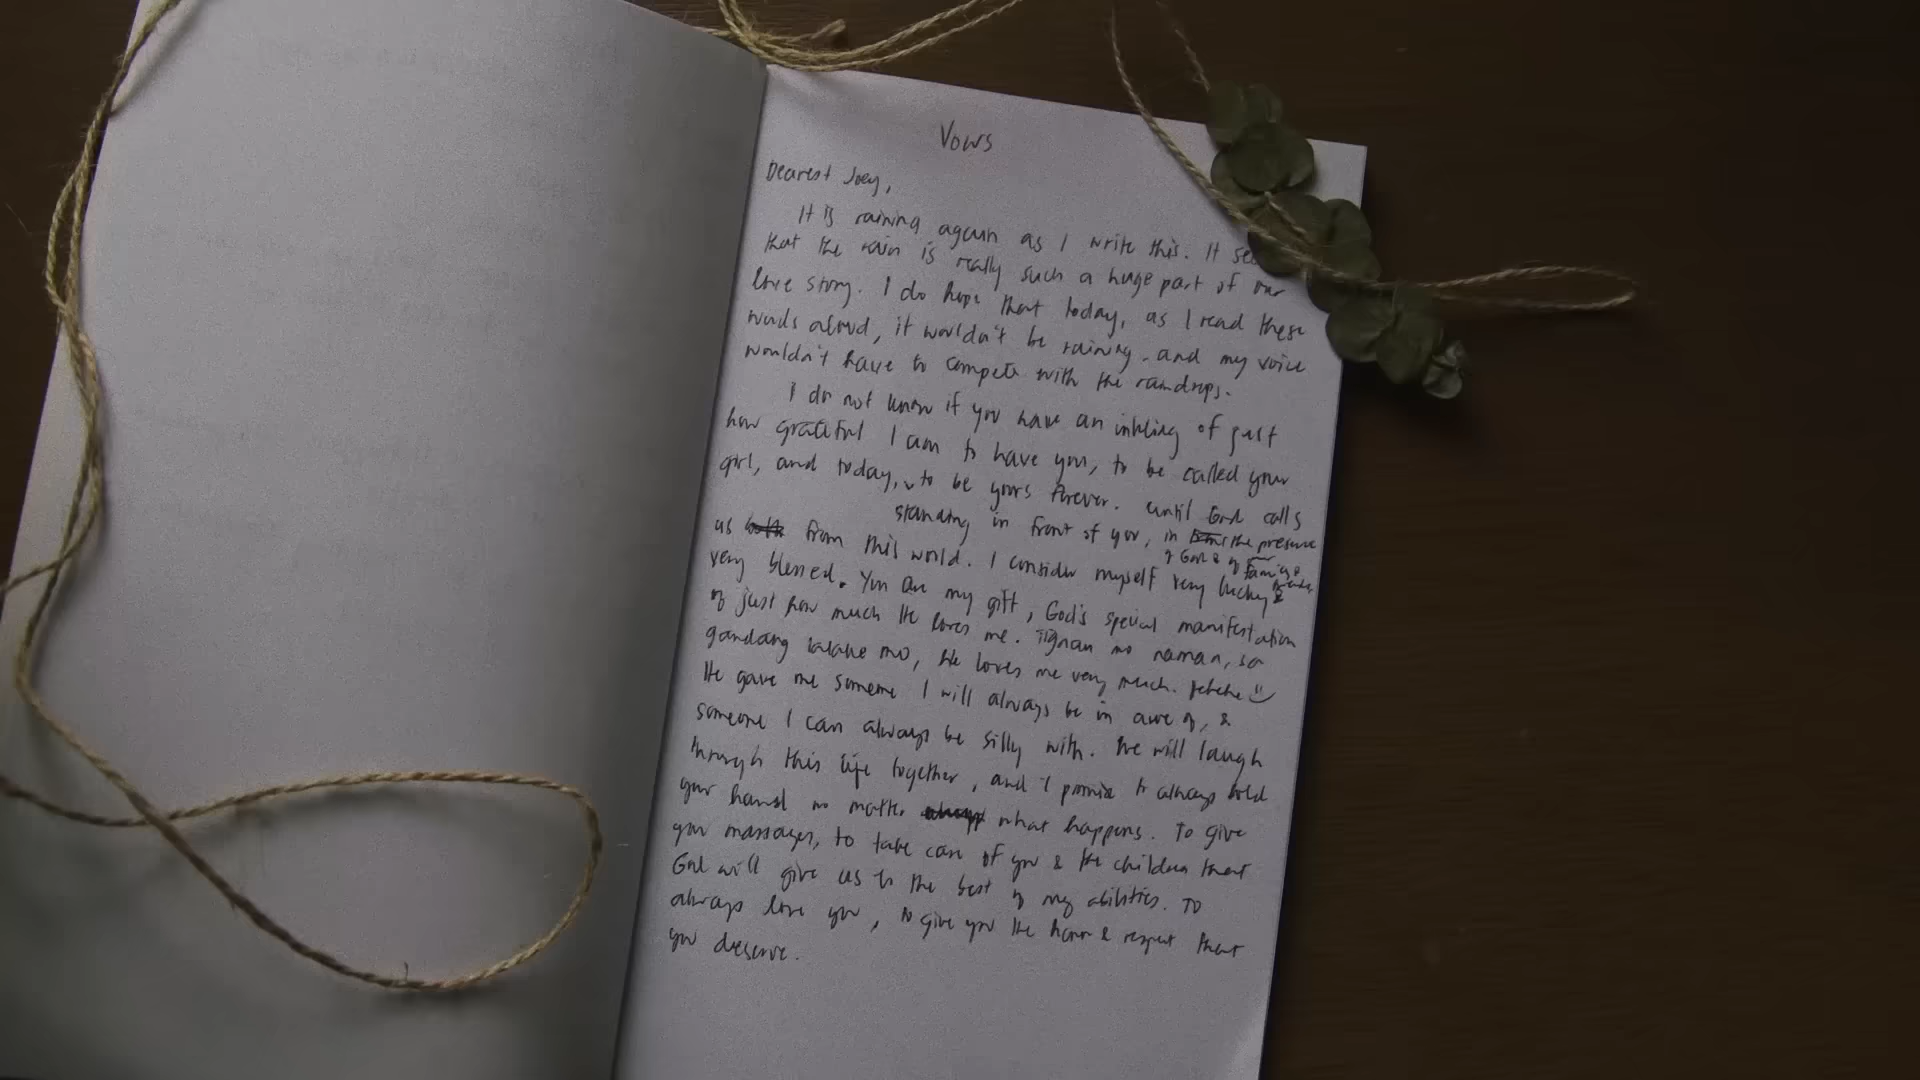 Vows
Dearest Joey,
It is raining again as I write this. It
that the rain is really such a huge part of our
love story. I do hope that today, as I read these
words aloud, it wouldn't be raining and my voice
wouldn't have to compete with the raindrops.
I do not know if you have an inkling of just
how grateful I am to have you, to be called your
girl, and today, to be yours forever. until God calls
standing in front of you, in the presence
of God & of family &
us from this world. I consider myself very lucky &
very blessed. You are my gift, God's special manifestation
of just how much He loves me. Tignan mo naman, sa
gandang lalake mo, He loves me very much. hehehe
He gave me someone I will always be in awe of, &
someone I can always be silly with. We will laugh
through this life together, and I promise to always hold
your hand no matter what happens. To give
you massages, to take care of you & the children that
God will give us to the best of my abilities. To
always love you, to give you the honor & respect that
you deserve.